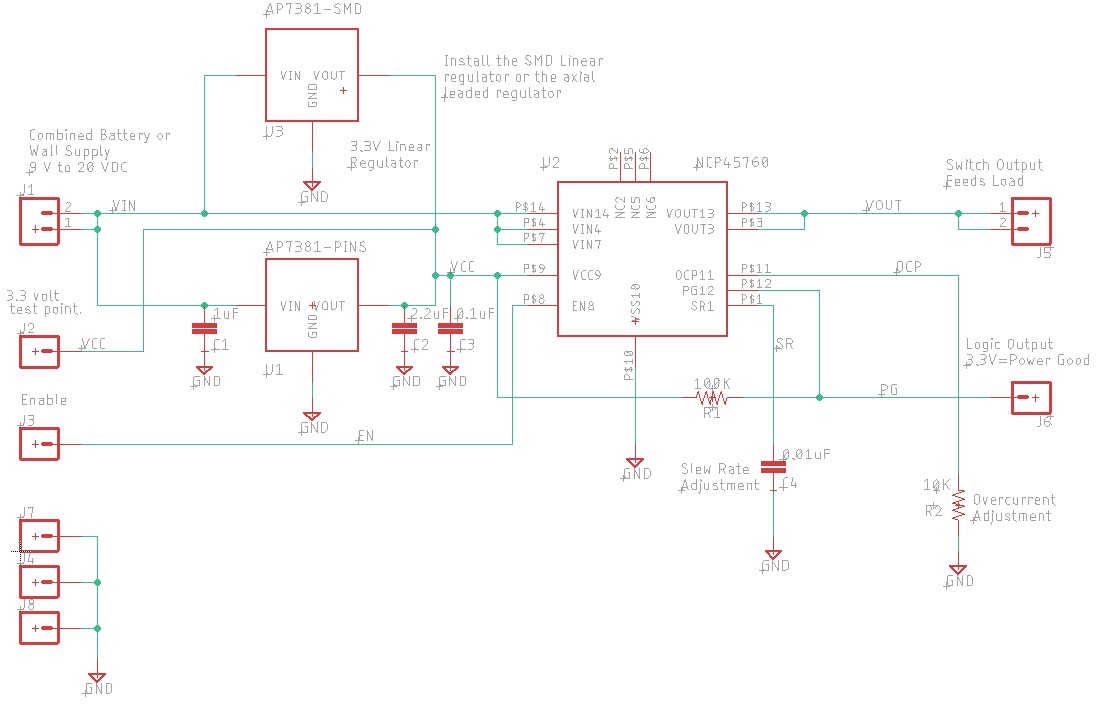 AP7381-SMD
VIN VOUT
GND
U3
GND
Install the SMD Linear
regulator or the axial
leaded regulator
3.3V Linear
Regulator
Combined Battery or
Wall Supply
9 V to 20 VDC
J1
2
1
VIN
AP7381-PINS
VIN VOUT
GND
U1
GND
1uF
C1
GND
2.2uF
C2
GND
0.1uF
C3
GND
VCC
3.3 volt
test point.
J2
VCC
Enable
J3
EN
J7
J4
J8
GND
U2
NCP45760
P$2
P$5
P$6
NC2
NC5
NC6
P$14
P$4
P$7
P$9
P$8
VIN14
VIN4
VIN7
VCC9
EN8
VSS10
P$10
GND
VOUT13
VOUT3
OCP11
PG12
SR1
P$13
P$3
P$11
P$12
P$1
VOUT
OCP
SR
PG
Switch Output
Feeds Load
1
2
J5
Logic Output
3.3V=Power Good
J6
100K
R1
Slew Rate
Adjustment
0.01uF
C4
GND
10K
R2
Overcurrent
Adjustment
GND